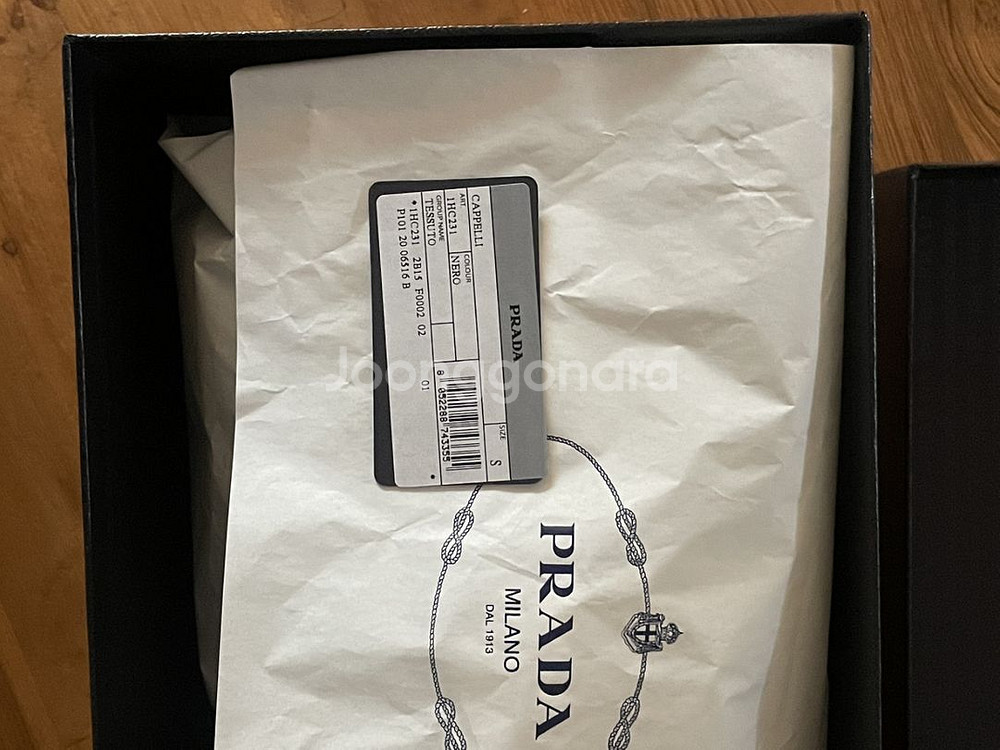 PRADA
SIZE
CAPPELLI S
ART. COLOUR
1HC231 NERO
GROUP NAME
TESSUTO
8 052288 743355
*1HC231 2B15 F0002 02 01
P101 20 06516 B
Joonggonara
PRADA
MILANO
DAL 1913